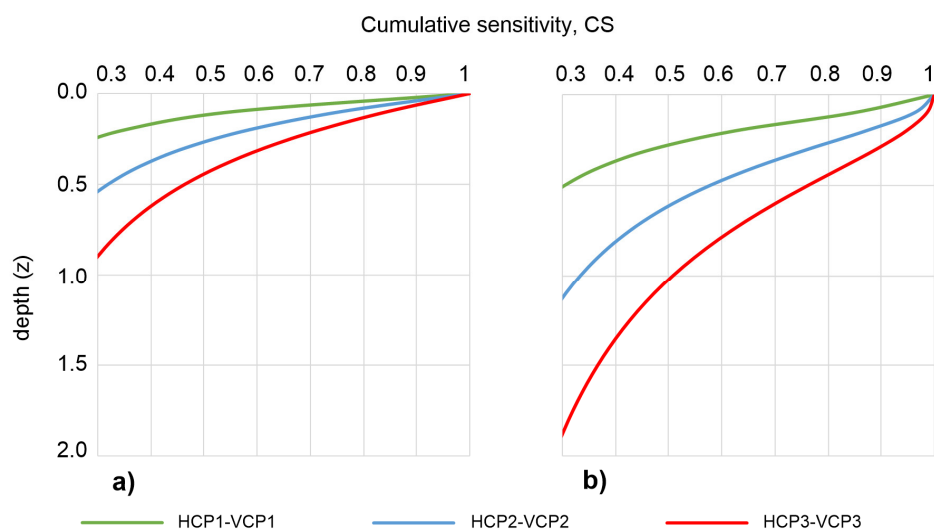 Cumulative sensitivity, CS
0.3 0.4 0.5 0.6 0.7 0.8 0.9 1
0.3 0.4 0.5 0.6 0.7 0.8 0.9 1
0.0
0.5
1.0
1.5
2.0
depth (z)
a)
b)
HCP1-VCP1
HCP2-VCP2
HCP3-VCP3